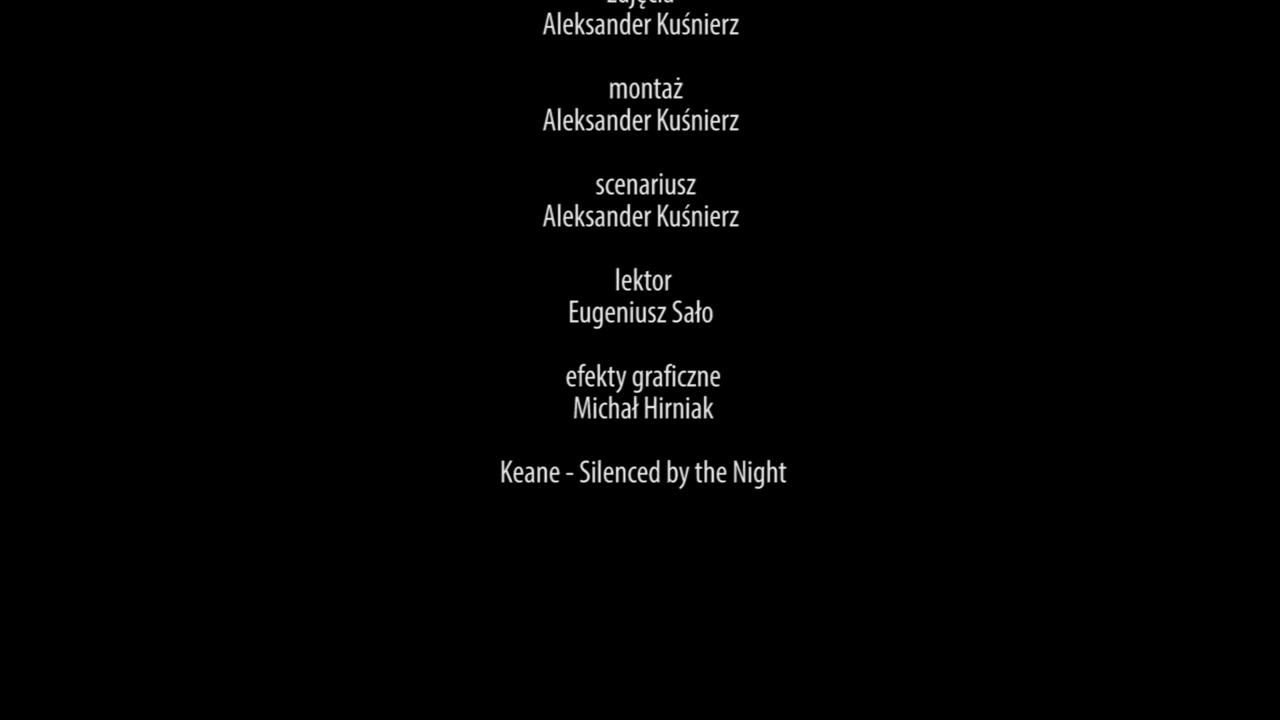 zdjęcia
Aleksander Kuśnierz
montaż
Aleksander Kuśnierz
scenariusz
Aleksander Kuśnierz
lektor
Eugeniusz Sało
efekty graficzne
Michał Hirniak
Keane - Silenced by the Night